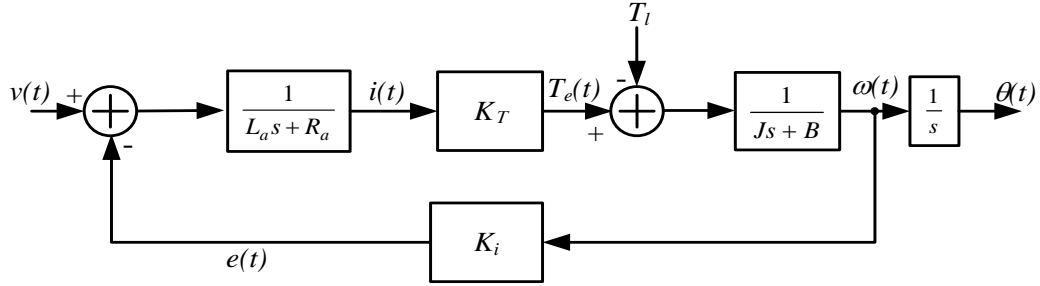 T_l
v(t)
+
-
1
L_a s + R_a
i(t)
K_T
T_e(t)
+
-
1
Js + B
ω(t)
1
s
θ(t)
K_i
e(t)